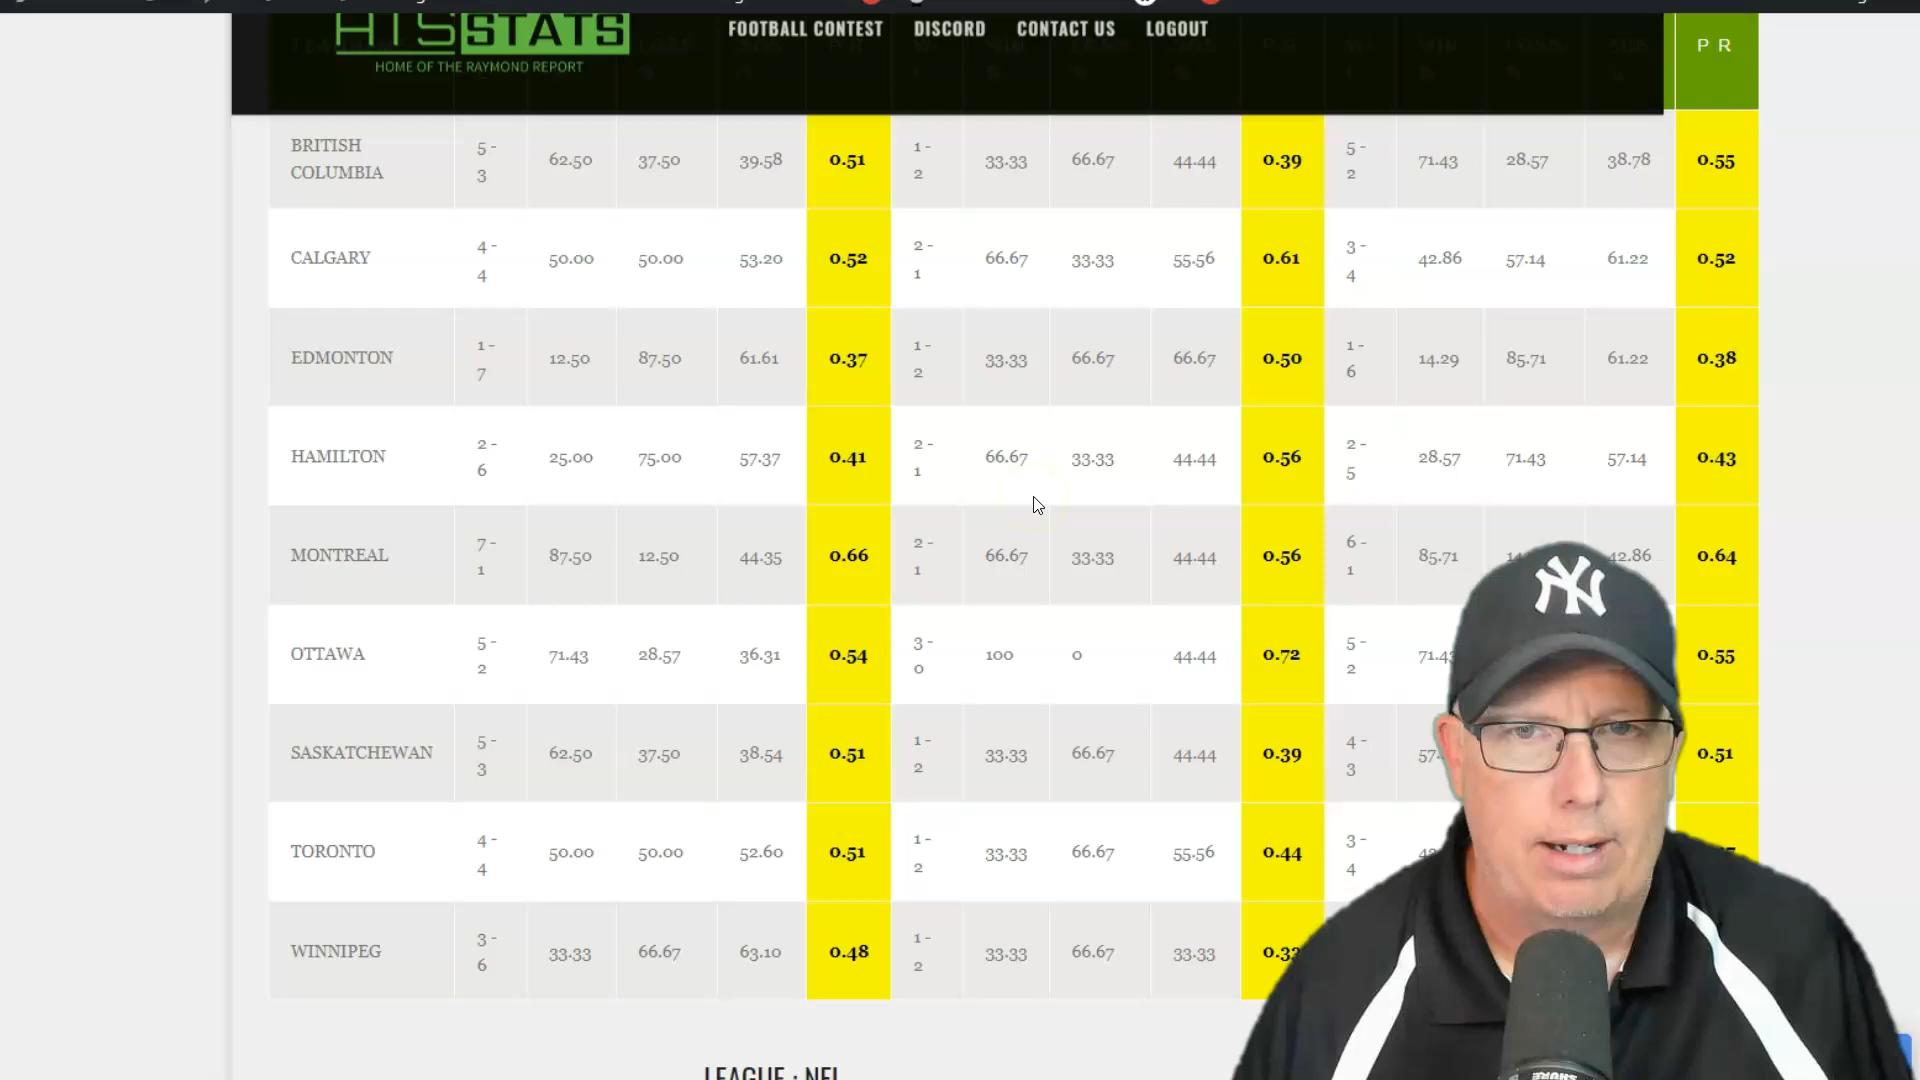 HTSSTATS
HOME OF THE RAYMOND REPORT
FOOTBALL CONTEST DISCORD CONTACT US LOGOUT
P R
BRITISH COLUMBIA 5 - 3 62.50 37.50 39.58 0.51 1 - 2 33.33 66.67 44.44 0.39 5 - 2 71.43 28.57 38.78 0.55
CALGARY 4 - 4 50.00 50.00 53.20 0.52 2 - 1 66.67 33.33 55.56 0.61 3 - 4 42.86 57.14 61.22 0.52
EDMONTON 1 - 7 12.50 87.50 61.61 0.37 1 - 2 33.33 66.67 66.67 0.50 1 - 6 14.29 85.71 61.22 0.38
HAMILTON 2 - 6 25.00 75.00 57.37 0.41 2 - 1 66.67 33.33 44.44 0.56 2 - 5 28.57 71.43 57.14 0.43
MONTREAL 7 - 1 87.50 12.50 44.35 0.66 2 - 1 66.67 33.33 44.44 0.56 6 - 1 85.71 42.86 0.64
OTTAWA 5 - 2 71.43 28.57 36.31 0.54 3 - 0 100 0 44.44 0.72 5 - 2 71.43 0.55
SASKATCHEWAN 5 - 3 62.50 37.50 38.54 0.51 1 - 2 33.33 66.67 44.44 0.39 4 - 3 57. 0.51
TORONTO 4 - 4 50.00 50.00 52.60 0.51 1 - 2 33.33 66.67 55.56 0.44 3 - 4
WINNIPEG 3 - 6 33.33 66.67 63.10 0.48 1 - 2 33.33 66.67 33.33 0.33
LEAGUE : NFL
NY
SHURE